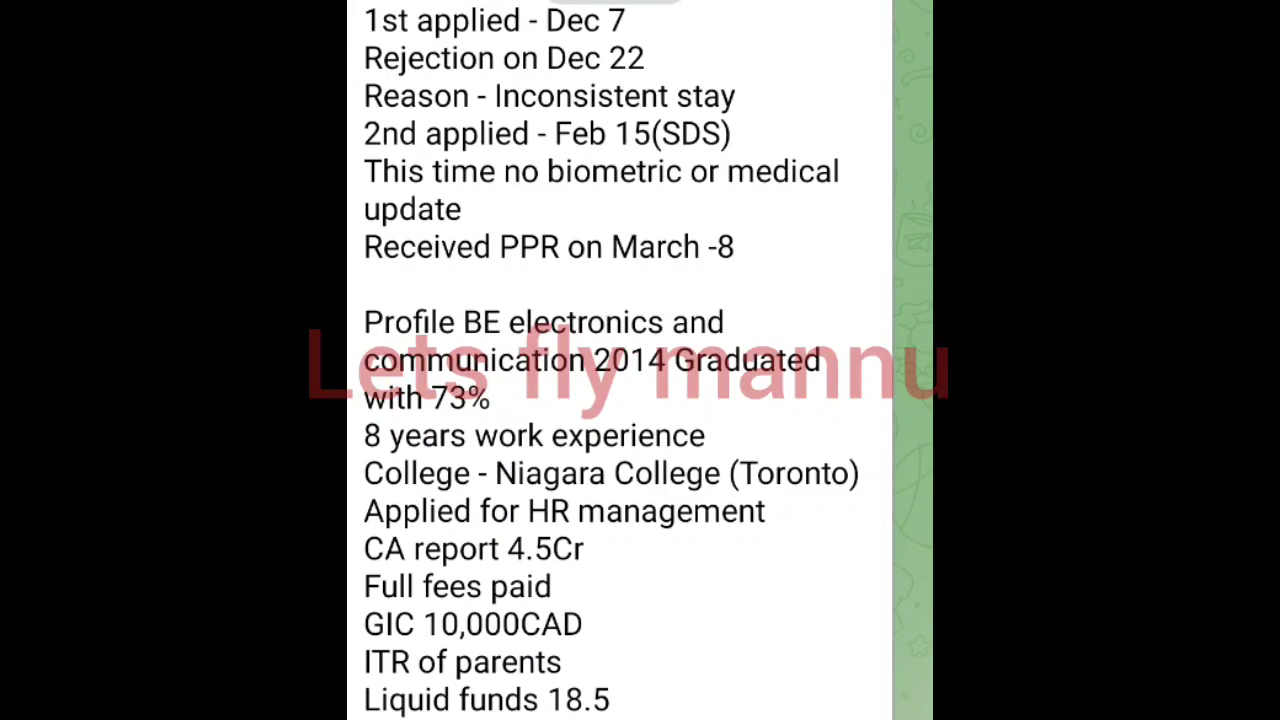 1st applied - Dec 7
Rejection on Dec 22
Reason - Inconsistent stay
2nd applied - Feb 15(SDS)
This time no biometric or medical
update
Received PPR on March -8
Profile BE electronics and
communication 2014 Graduated
Lets fly mannu
with 73%
8 years work experience
College - Niagara College (Toronto)
Applied for HR management
CA report 4.5Cr
Full fees paid
GIC 10,000CAD
ITR of parents
Liquid funds 18.5